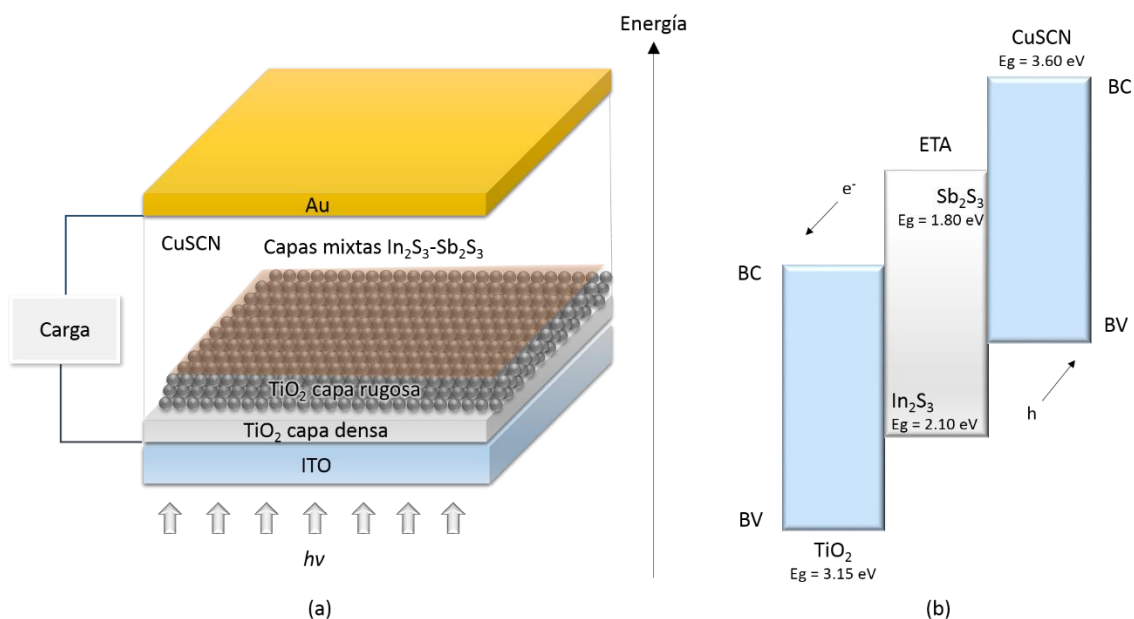 Au
CuSCN
Capas mixtas In₂S₃-Sb₂S₃
Carga
TiO₂ capa rugosa
TiO₂ capa densa
ITO
hv
(a)
Energía
CuSCN
Eg = 3.60 eV
BC
ETA
e⁻
Sb₂S₃
Eg = 1.80 eV
BC
BV
In₂S₃
Eg = 2.10 eV
h
BV
TiO₂
Eg = 3.15 eV
(b)